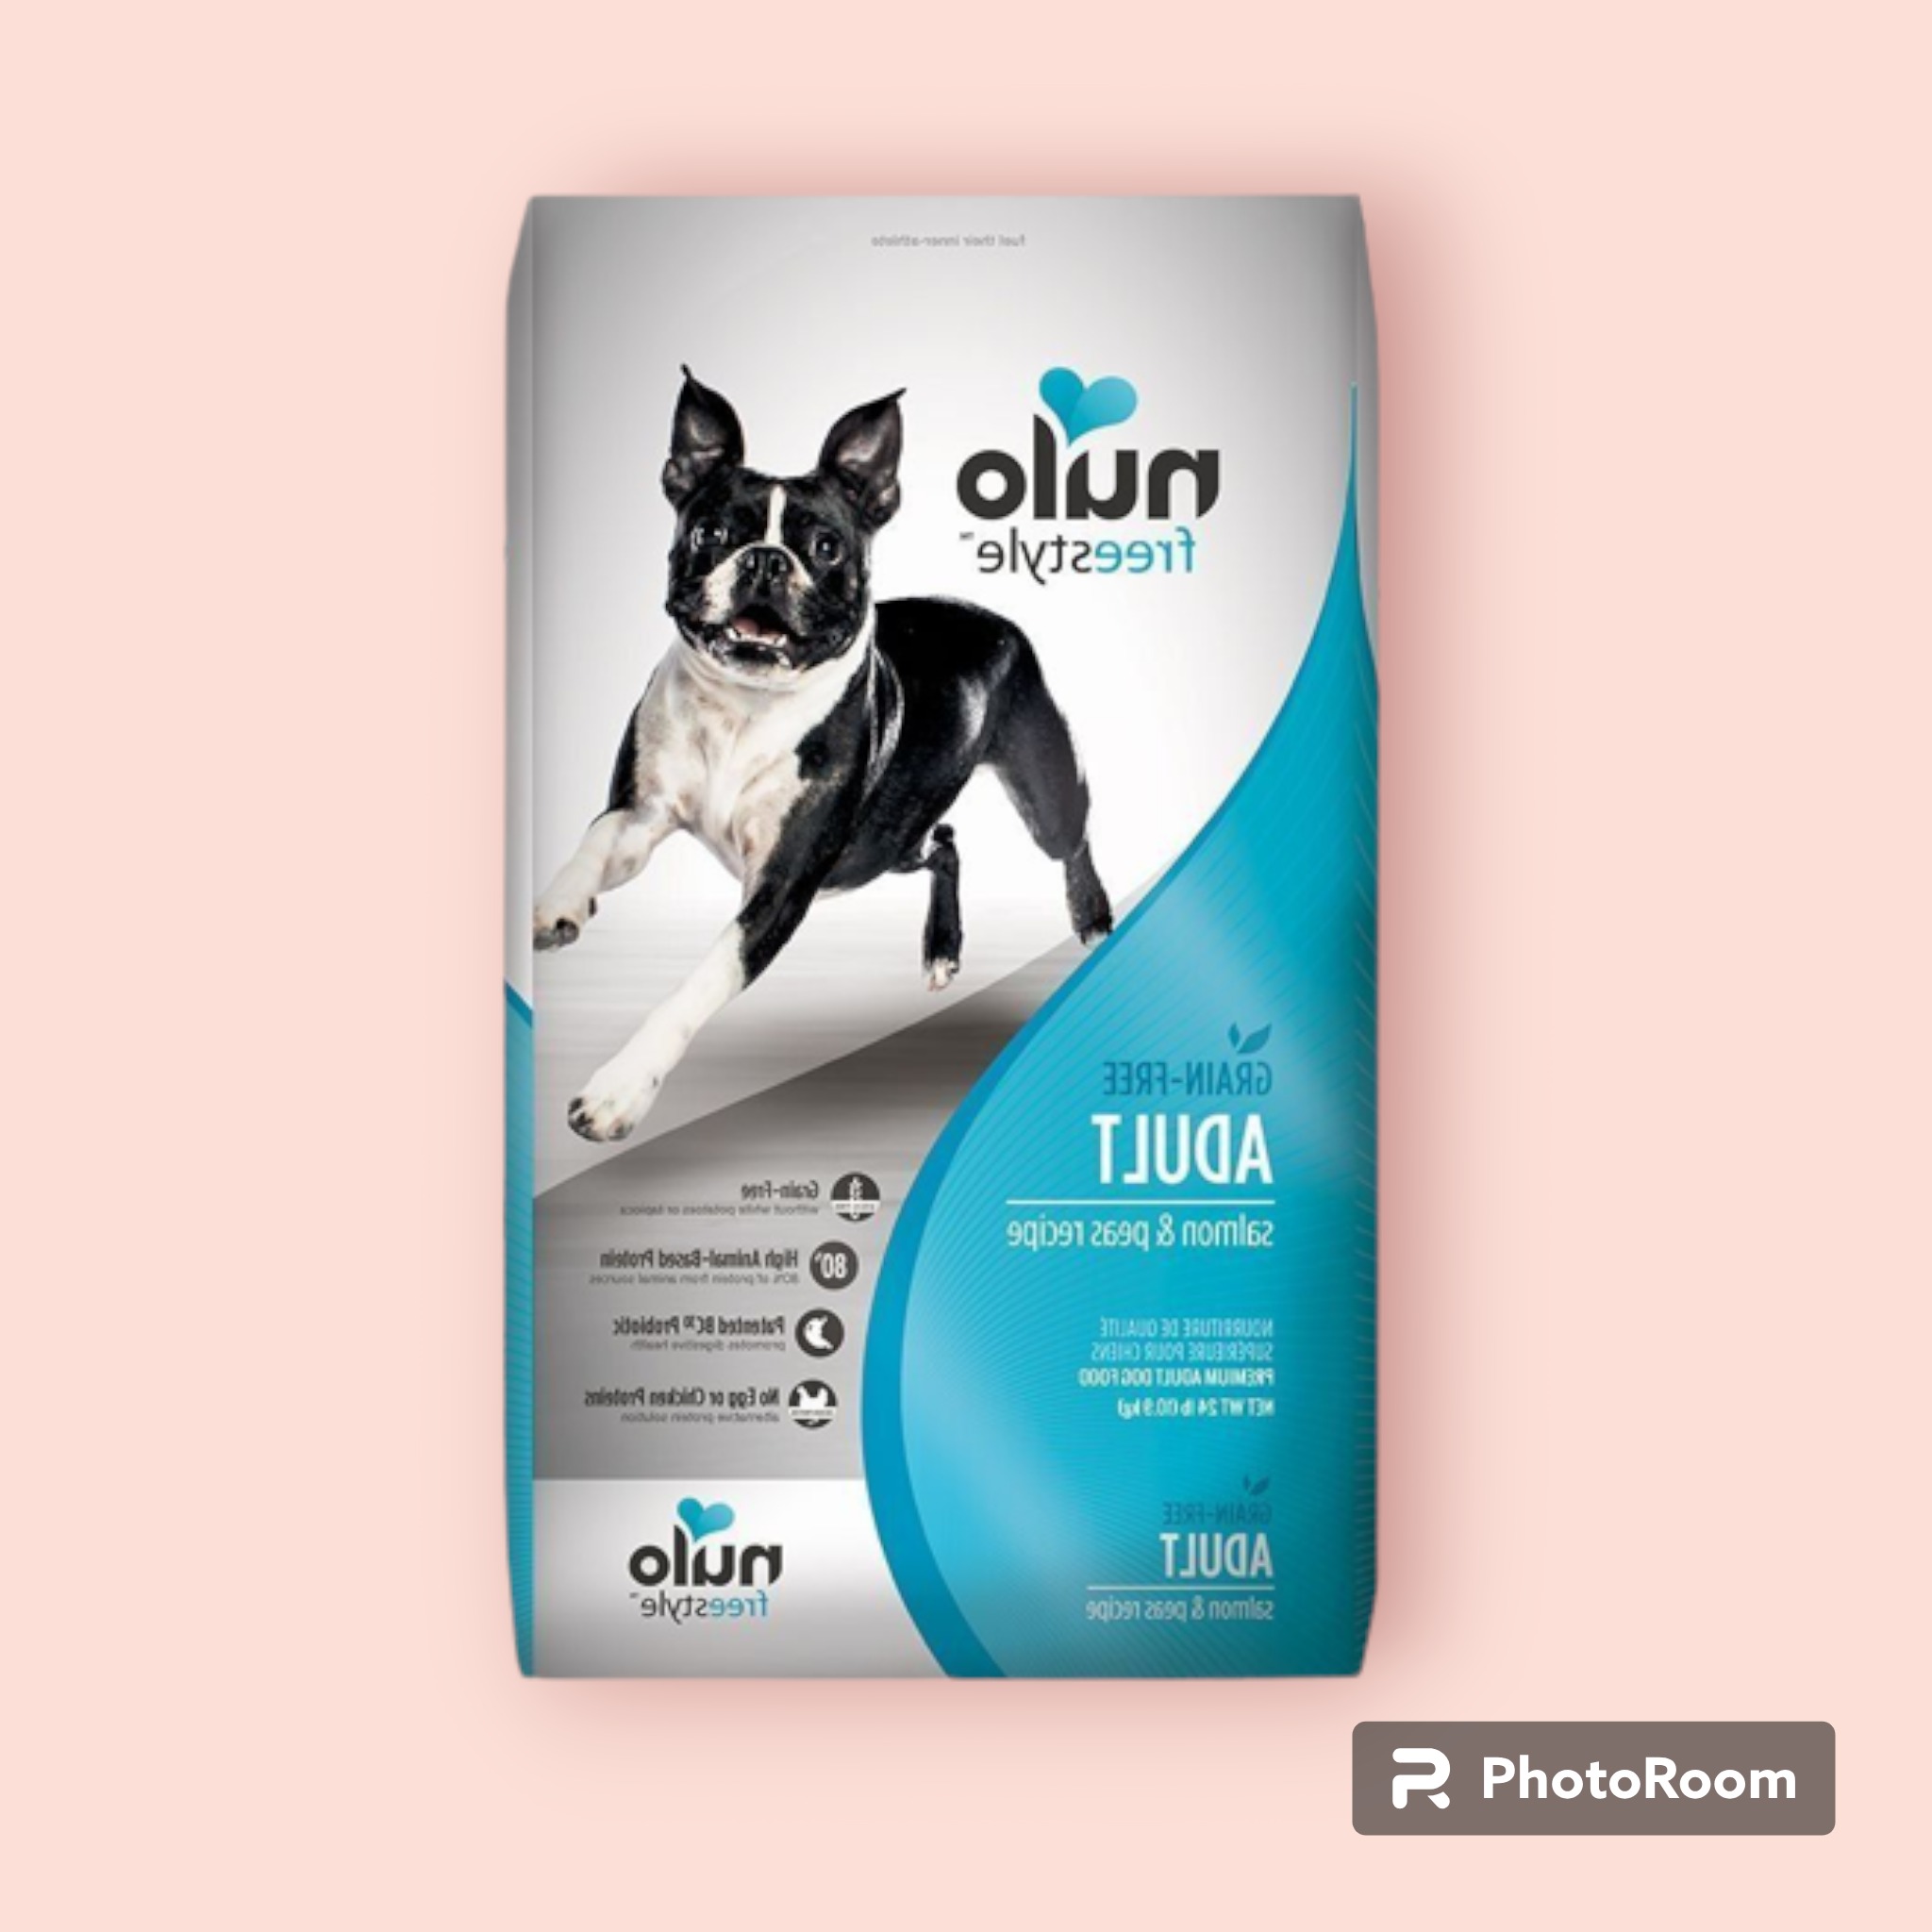 fuel their inner-athlete
nulo
freestyle™
GRAIN-FREE
ADULT
salmon & peas recipe
Grain-Free
without white potatoes or tapioca
80%
High Animal-Based Protein
80% of protein from animal sources
Patented BC30 Probiotic
promotes digestive health
No Egg or Chicken Proteins
alternative protein solution
NOURRITURE DE QUALITÉ
SUPÉRIEURE POUR CHIENS
PREMIUM ADULT DOG FOOD
NET WT 24 lb (10.9 kg)
nulo
freestyle™
GRAIN-FREE
ADULT
salmon & peas recipe
PhotoRoom